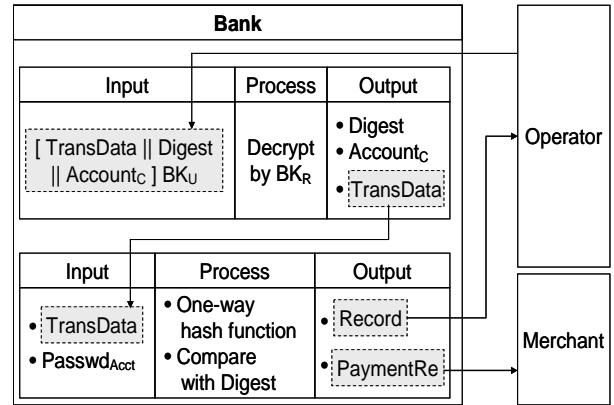 Bank
Input Process Output
[ TransData || Digest
|| AccountC ] BKU
Decrypt
by BKR
• Digest
• AccountC
• TransData
Operator
Input Process Output
• TransData
• PasswdAcct
• One-way
hash function
• Compare
with Digest
• Record
• PaymentRe
Merchant